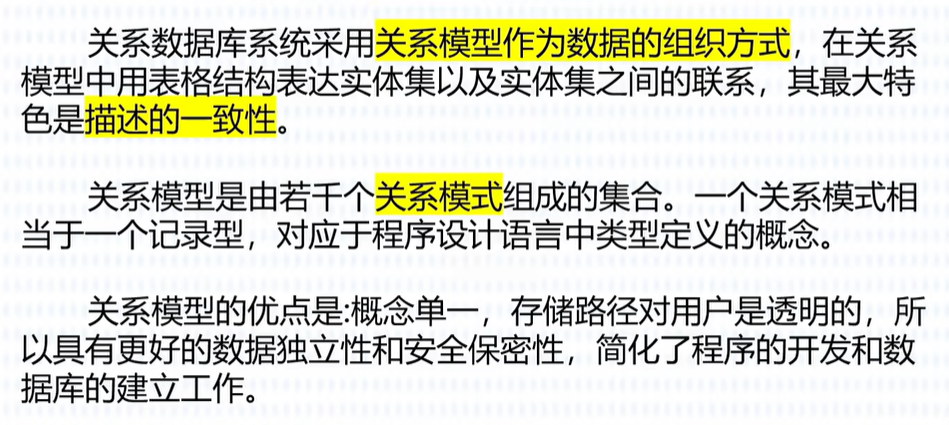 关系数据库系统采用关系模型作为数据的组织方式，在关系
模型中用表格结构表达实体集以及实体集之间的联系，其最大特
色是描述的一致性。
关系模型是由若干个关系模式组成的集合。一个关系模式相
当于一个记录型，对应于程序设计语言中类型定义的概念。
关系模型的优点是:概念单一，存储路径对用户是透明的，所
以具有更好的数据独立性和安全保密性，简化了程序的开发和数
据库的建立工作。